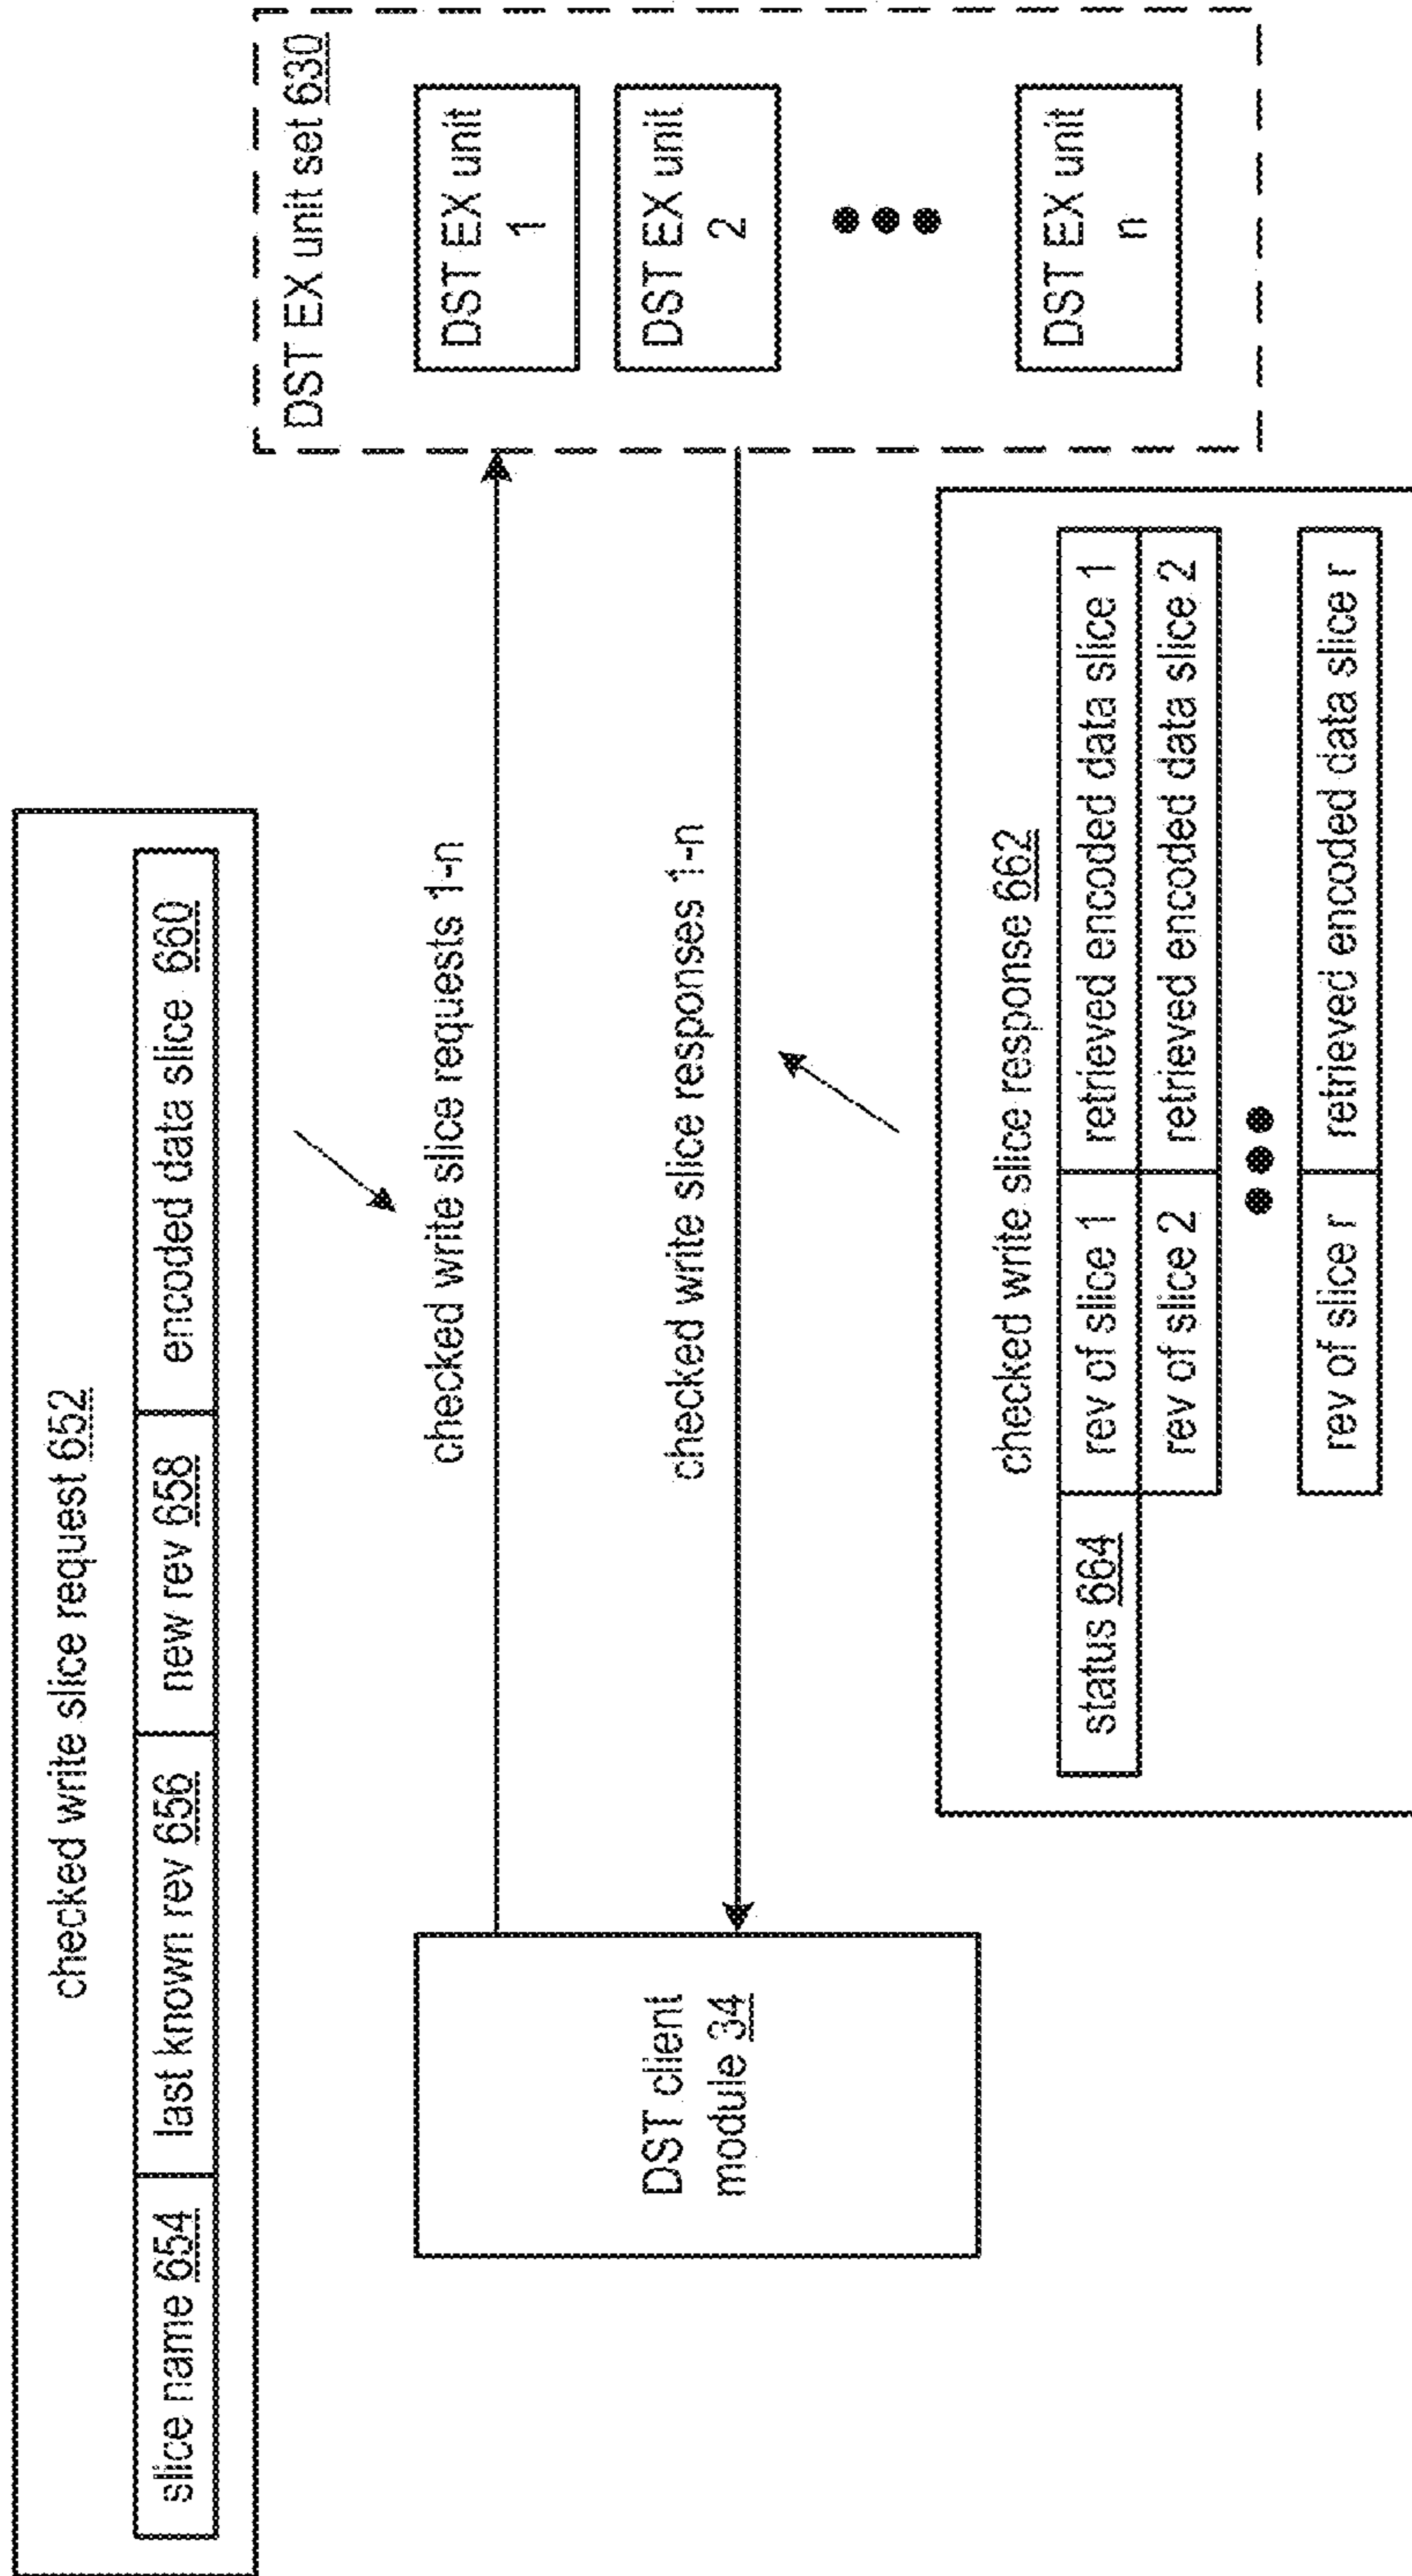 checked write slice request 652
slice name 654
last known rev 656
new rev 658
encoded data slice 660
checked write slice requests 1-n
checked write slice responses 1-n
DST client
module 34
DST EX unit set 630
DST EX unit
1
DST EX unit
2
DST EX unit
n
checked write slice response 662
status 664
rev of slice 1
retrieved encoded data slice 1
rev of slice 2
retrieved encoded data slice 2
rev of slice r
retrieved encoded data slice r